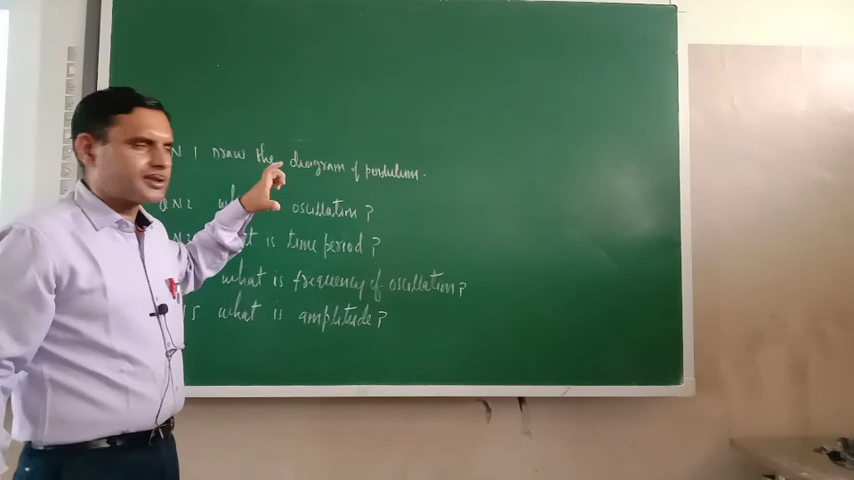 N 1 Draw the diagram of pendulum.
QN 2 oscillation?
is time period?
what is frequency of oscillation?
5 what is amplitude?